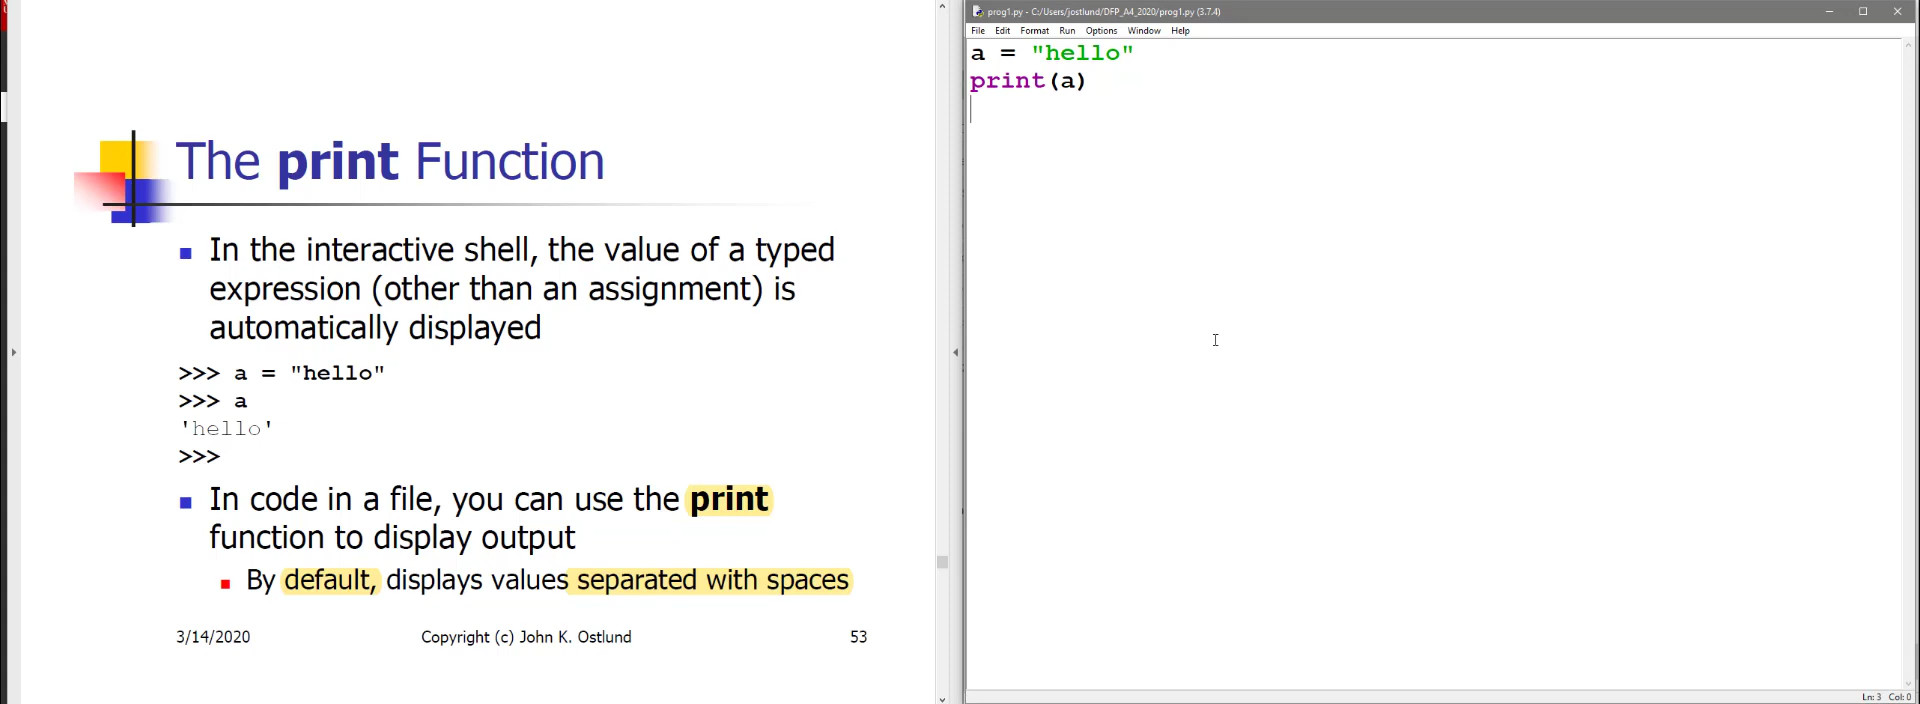 The print Function
In the interactive shell, the value of a typed
expression (other than an assignment) is
automatically displayed
>>> a = "hello"
>>> a
'hello'
>>>
In code in a file, you can use the print
function to display output
By default, displays values separated with spaces
3/14/2020 Copyright (c) John K. Ostlund 53
prog1.py - C:/Users/jostlund/DFP_A4_2020/prog1.py (3.7.4)
File Edit Format Run Options Window Help
a = "hello"
print(a)
Ln: 3 Col: 0